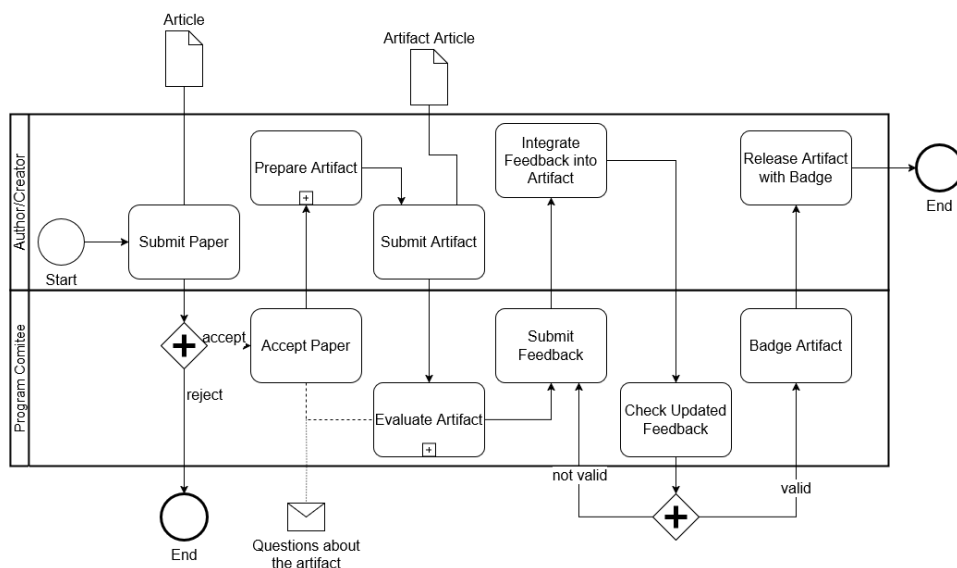 Article
Artifact Article
Author/Creator
Prepare Artifact
Integrate
Feedback into
Artifact
Release Artifact
with Badge
Submit Paper
Submit Artifact
Start
End
Program Comitee
accept
Accept Paper
Submit
Feedback
Badge Artifact
reject
Evaluate Artifact
Check Updated
Feedback
not valid
valid
End
Questions about
the artifact